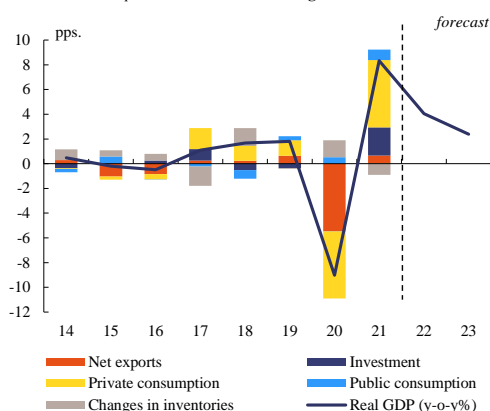 forecast
pps.
10
8
6
4
2
0
-2
-4
-6
-8
-10
-12
14 15 16 17 18 19 20 21 22 23
Net exports Investment
Private consumption Public consumption
Changes in inventories Real GDP (y-o-y%)